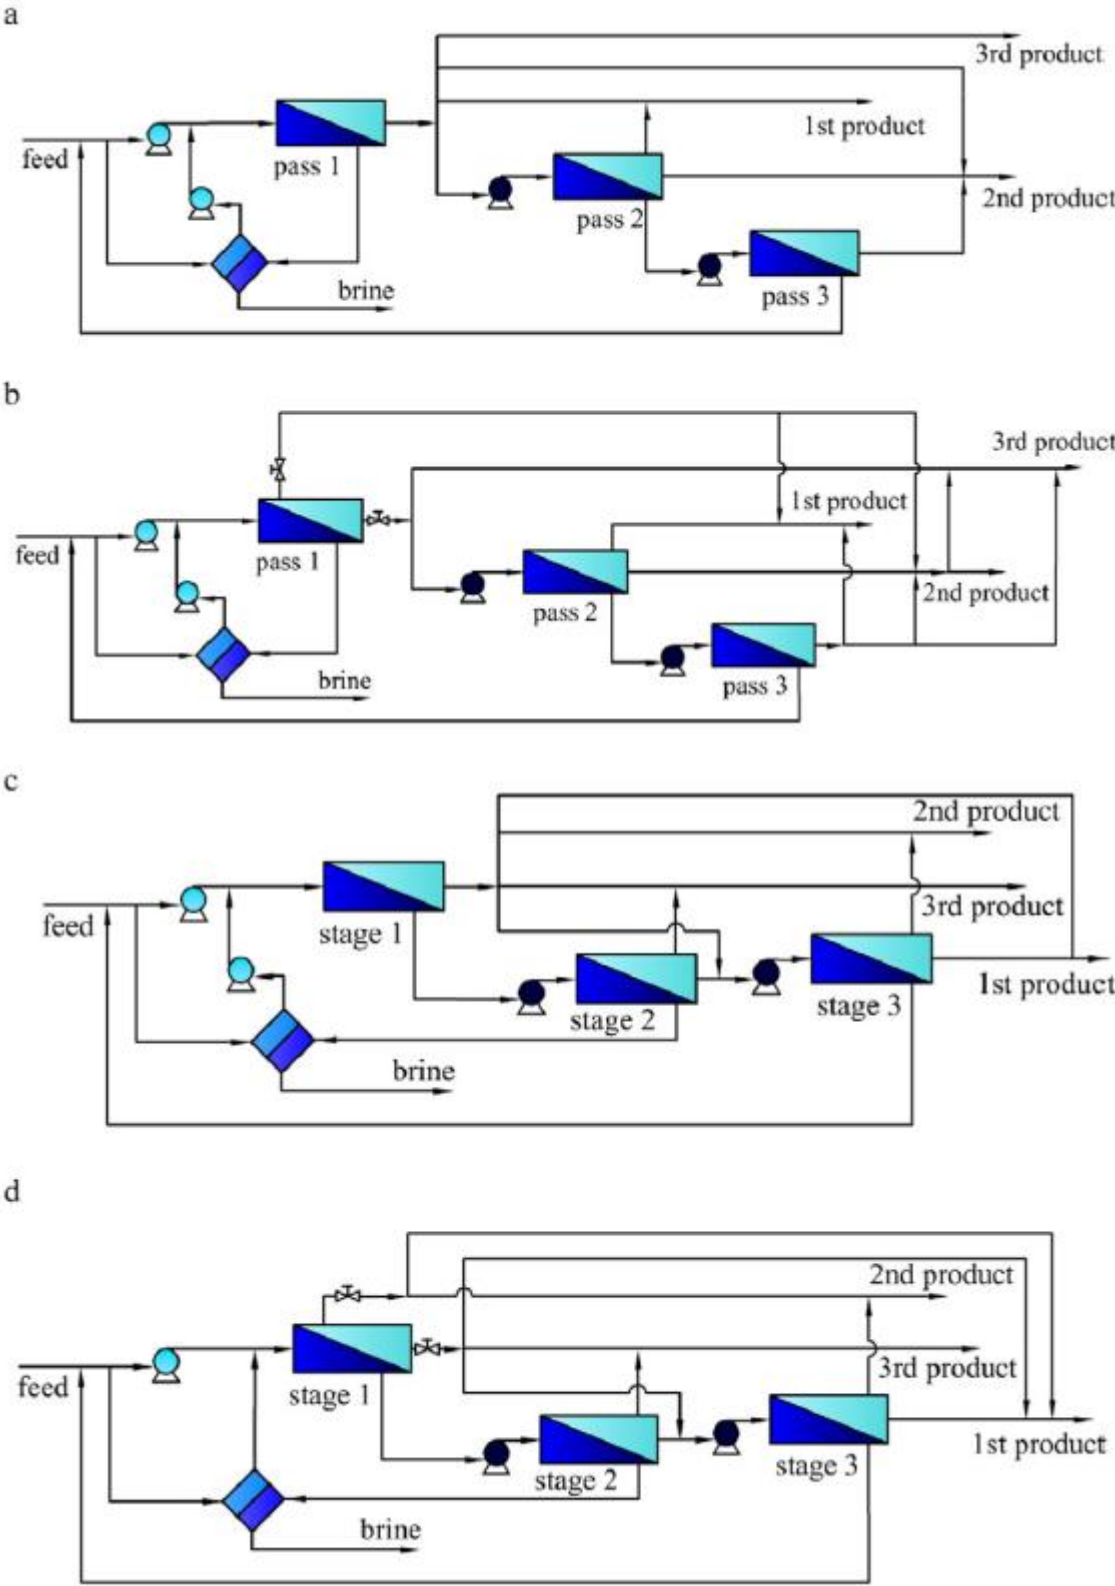 a
3rd product
1st product
feed
pass 1
2nd product
pass 2
brine
pass 3
b
3rd product
1st product
feed
pass 1
2nd product
pass 2
brine
pass 3
c
2nd product
3rd product
feed
stage 1
1st product
stage 2
stage 3
brine
d
2nd product
3rd product
feed
stage 1
1st product
stage 2
stage 3
brine